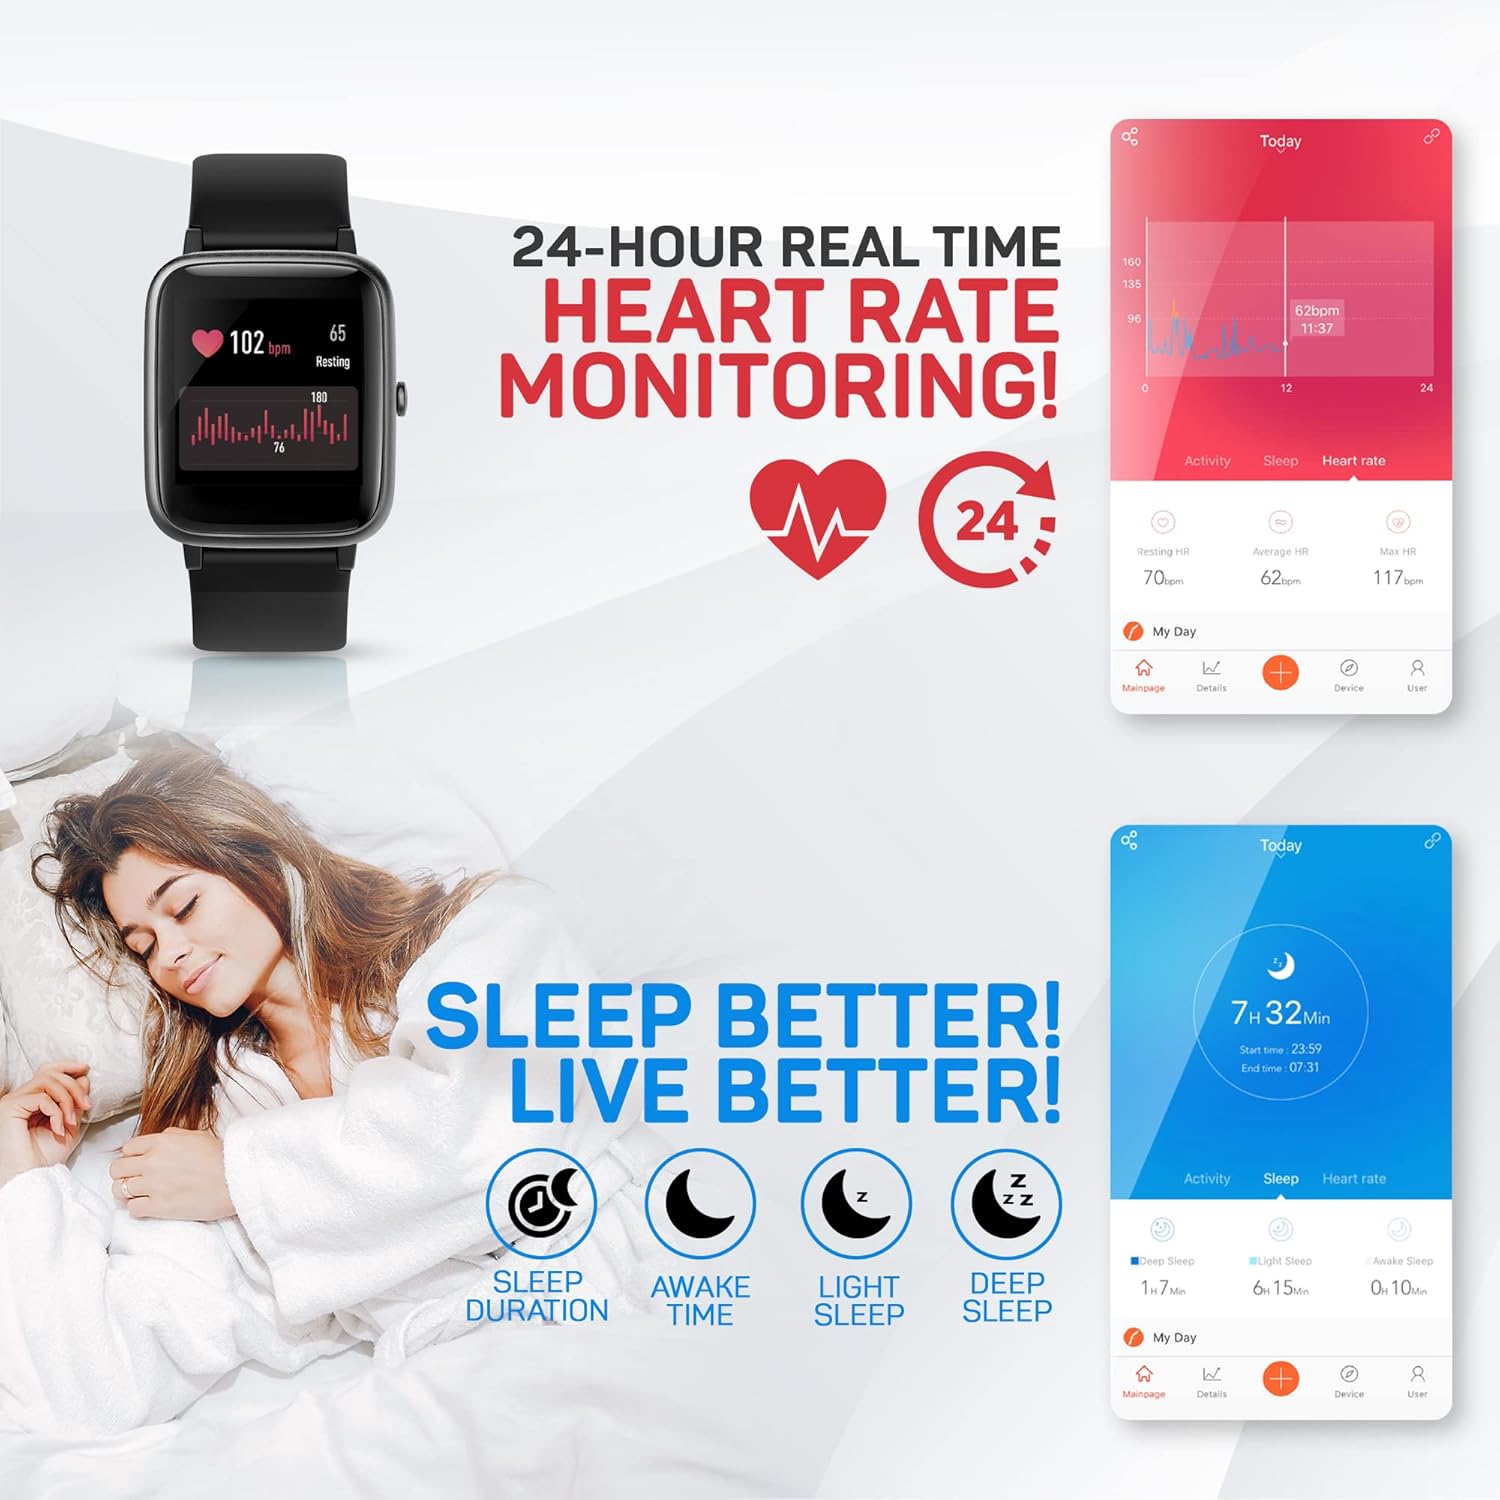 102 bpm
65
Resting
180
76
24-HOUR REAL TIME
HEART RATE
MONITORING!
24
Today
160
135
96
62bpm
11:37
0 12 24
Activity Sleep Heart rate
Resting HR Average HR Max HR
70bpm 62bpm 117bpm
My Day
Mainpage Details Device User
SLEEP BETTER!
LIVE BETTER!
z
z
z z
SLEEP
DURATION
AWAKE
TIME
LIGHT
SLEEP
DEEP
SLEEP
Today
z z
7H 32Min
Start time : 23:59
End time : 07:31
Activity Sleep Heart rate
Deep Sleep Light Sleep Awake Sleep
1H 7Min 6H 15Min 0H 10Min
My Day
Mainpage Details Device User